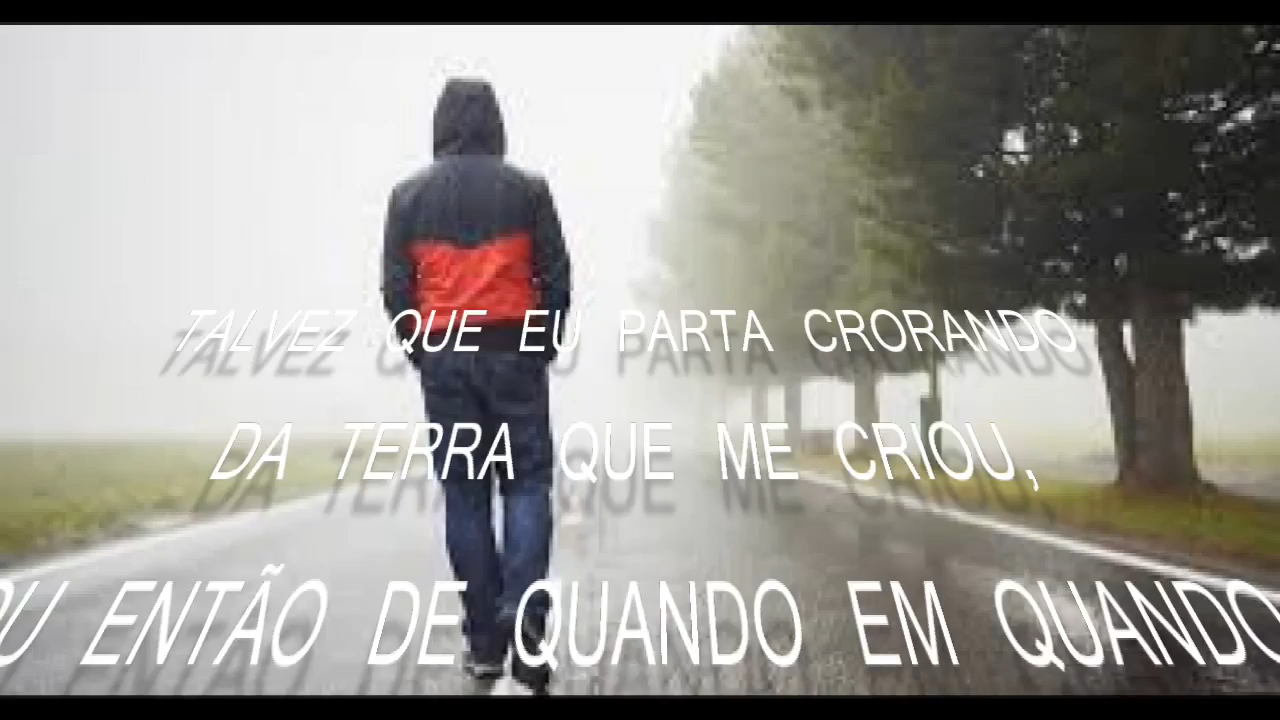 TALVEZ QUE EU PARTA CRORANDO
DA TERRA QUE ME CRIOU,
OU ENTÃO DE QUANDO EM QUANDO